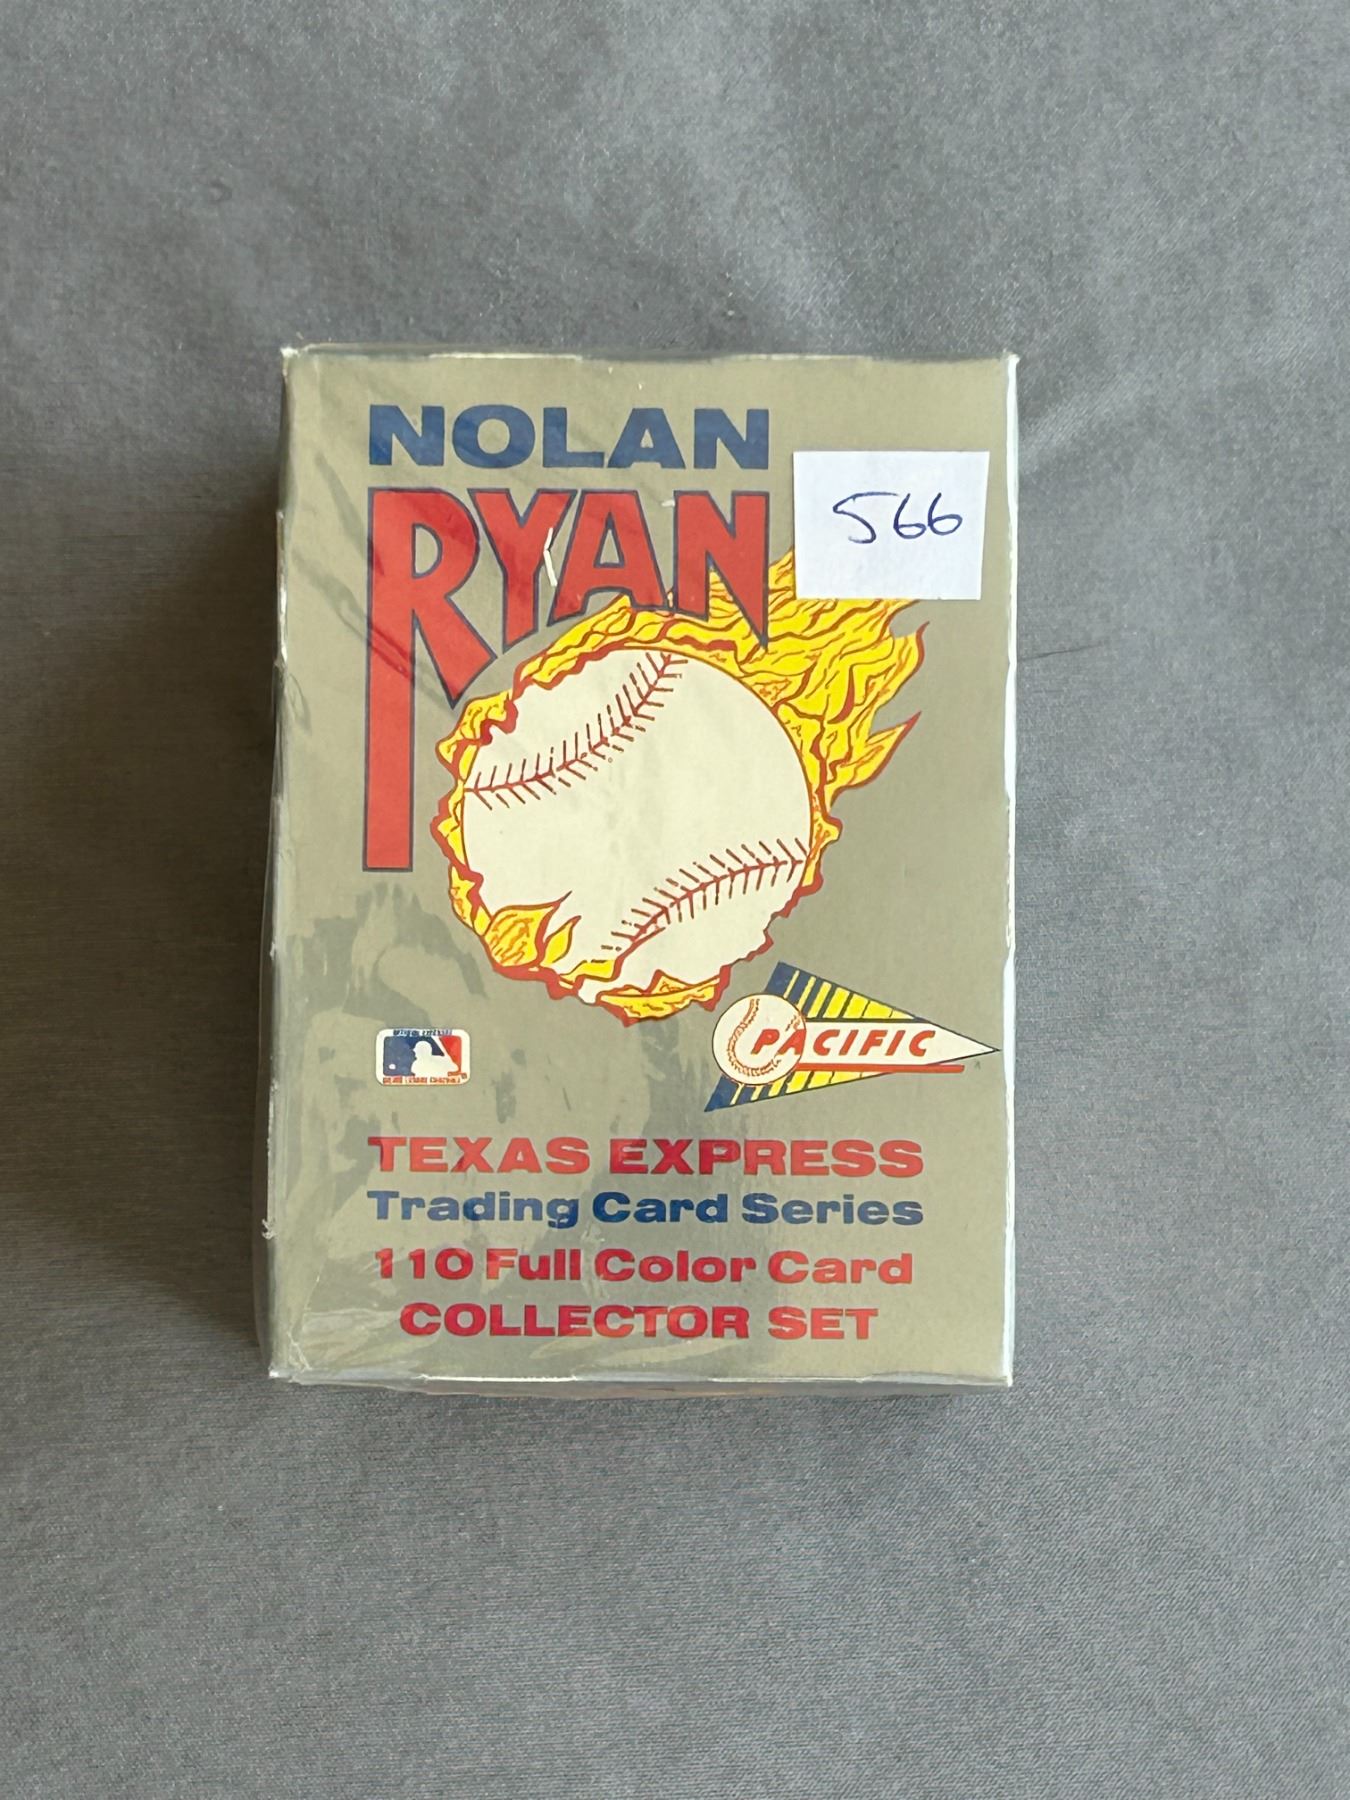 NOLAN
RYAN
566
PACIFIC
TEXAS EXPRESS
Trading Card Series
110 Full Color Card
COLLECTOR SET